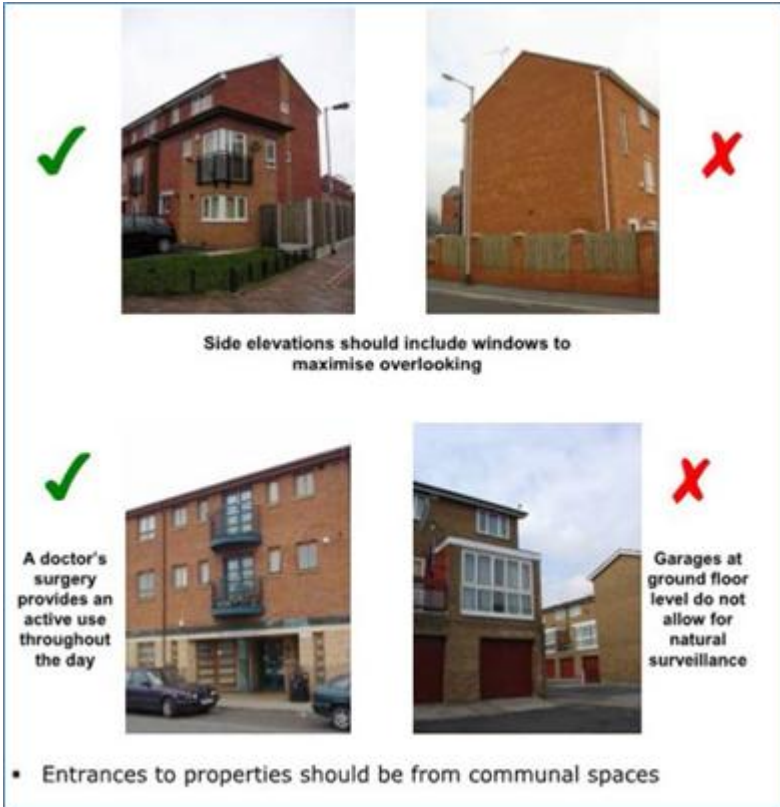 Side elevations should include windows to
maximise overlooking
A doctor's
surgery
provides an
active use
throughout
the day
Garages at
ground floor
level do not
allow for
natural
surveillance
▪ Entrances to properties should be from communal spaces